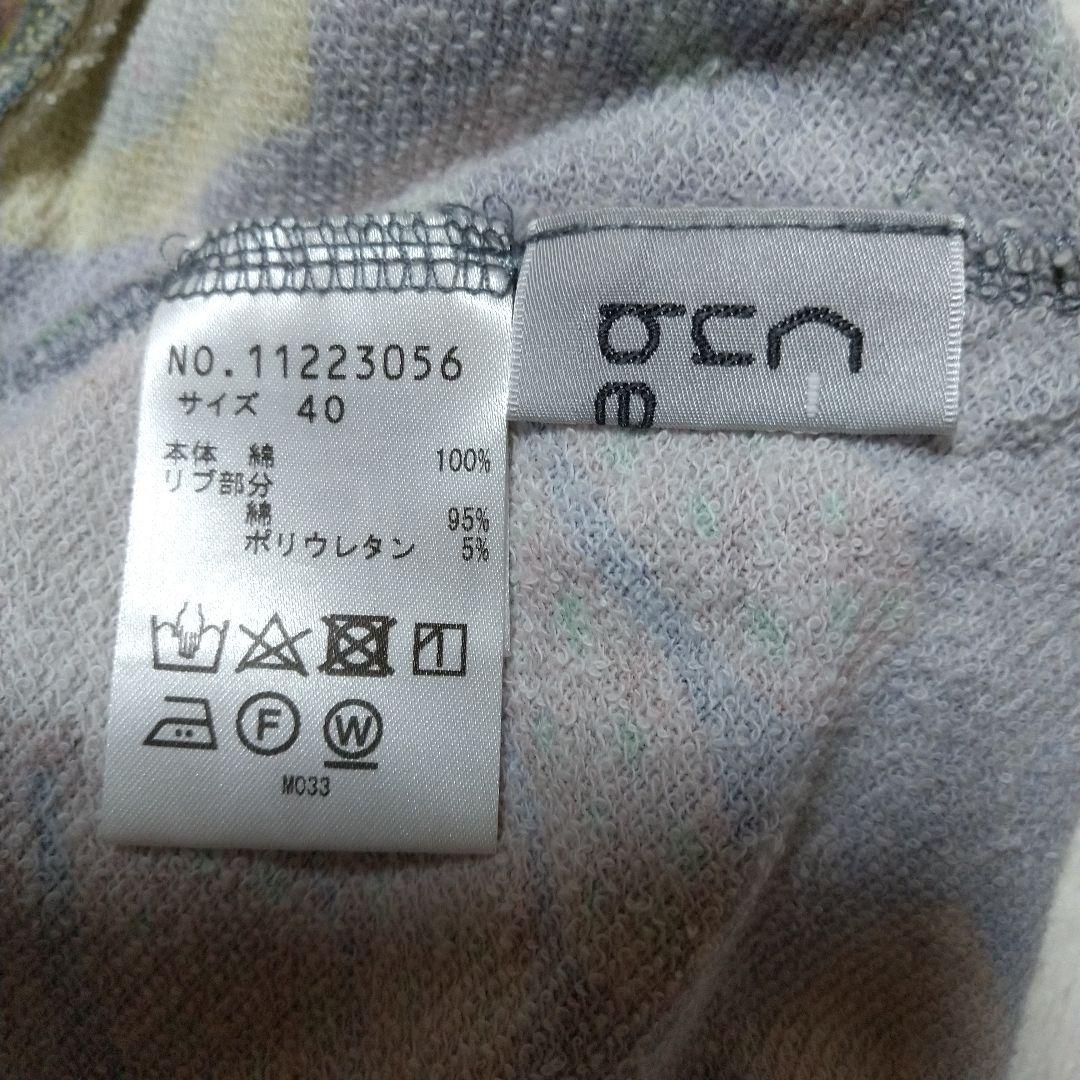 NO.11223056
サイズ 40
本体 綿 100%
リブ部分
綿 95%
ポリウレタン 5%
F
W
M033